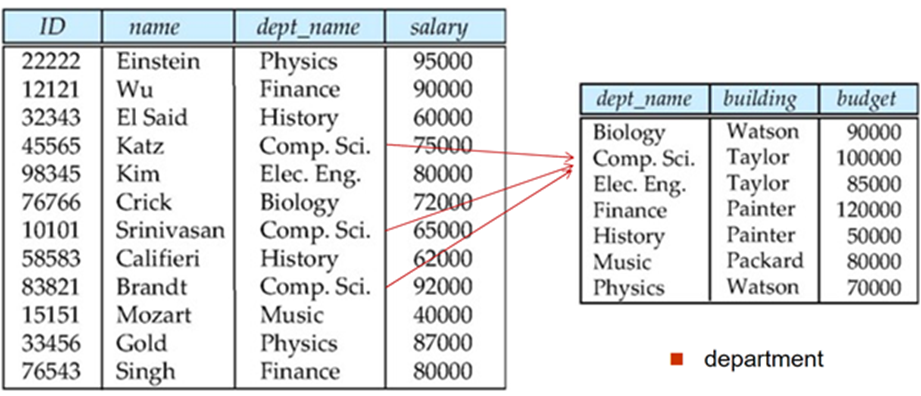 ID name dept_name salary
22222 Einstein Physics 95000
12121 Wu Finance 90000
32343 El Said History 60000
45565 Katz Comp. Sci. 75000
98345 Kim Elec. Eng. 80000
76766 Crick Biology 72000
10101 Srinivasan Comp. Sci. 65000
58583 Califieri History 62000
83821 Brandt Comp. Sci. 92000
15151 Mozart Music 40000
33456 Gold Physics 87000
76543 Singh Finance 80000
dept_name building budget
Biology Watson 90000
Comp. Sci. Taylor 100000
Elec. Eng. Taylor 85000
Finance Painter 120000
History Painter 50000
Music Packard 80000
Physics Watson 70000
department